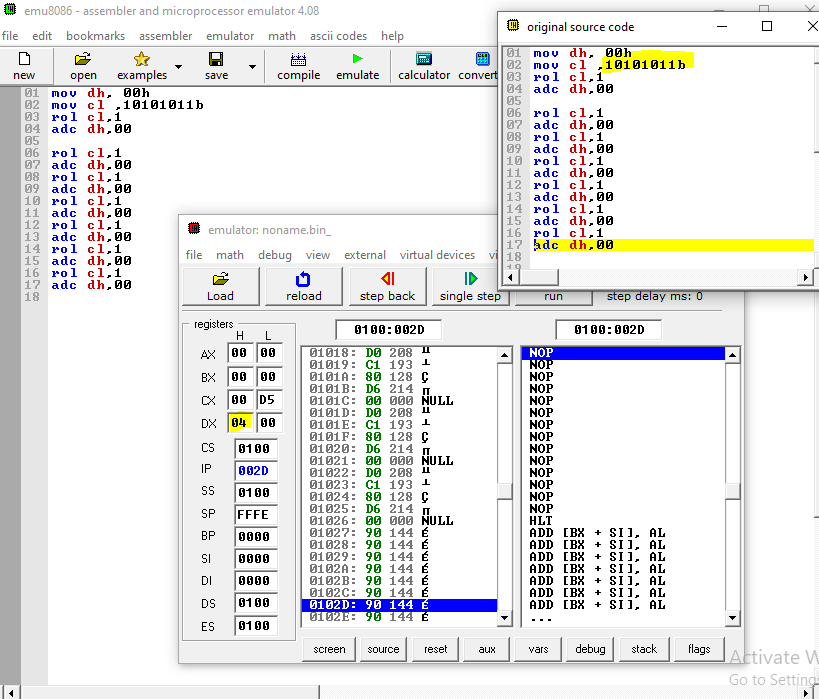 emu8086 - assembler and microprocessor emulator 4.08
file edit bookmarks assembler emulator math ascii codes help
new open examples save compile emulate calculator convert
01 mov dh, 00h
02 mov cl ,10101011b
03 rol cl,1
04 adc dh,00
05
06 rol cl,1
07 adc dh,00
08 rol cl,1
09 adc dh,00
10 rol cl,1
11 adc dh,00
12 rol cl,1
13 adc dh,00
14 rol cl,1
15 adc dh,00
16 rol cl,1
17 adc dh,00
18
original source code
01 mov dh, 00h
02 mov cl ,10101011b
03 rol cl,1
04 adc dh,00
05
06 rol cl,1
07 adc dh,00
08 rol cl,1
09 adc dh,00
10 rol cl,1
11 adc dh,00
12 rol cl,1
13 adc dh,00
14 rol cl,1
15 adc dh,00
16 rol cl,1
17 adc dh,00
18
emulator: noname.bin_
file math debug view external virtual devices vi
Load reload step back single step run step delay ms: 0
registers
H L
AX 00 00
BX 00 00
CX 00 D5
DX 04 00
CS 0100
IP 002D
SS 0100
SP FFFE
BP 0000
SI 0000
DI 0000
DS 0100
ES 0100
0100:002D
0100:002D
01018: D0 208 ╨
01019: C1 193 ┴
0101A: 80 128 Ç
0101B: D6 214 ╓
0101C: 00 000 NULL
0101D: D0 208 ╨
0101E: C1 193 ┴
0101F: 80 128 Ç
01020: D6 214 ╓
01021: 00 000 NULL
01022: D0 208 ╨
01023: C1 193 ┴
01024: 80 128 Ç
01025: D6 214 ╓
01026: 00 000 NULL
01027: 90 144 É
01028: 90 144 É
01029: 90 144 É
0102A: 90 144 É
0102B: 90 144 É
0102C: 90 144 É
0102D: 90 144 É
0102E: 90 144 É
NOP
NOP
NOP
NOP
NOP
NOP
NOP
NOP
NOP
NOP
NOP
NOP
NOP
NOP
HLT
ADD [BX + SI], AL
ADD [BX + SI], AL
ADD [BX + SI], AL
ADD [BX + SI], AL
ADD [BX + SI], AL
ADD [BX + SI], AL
ADD [BX + SI], AL
...
screen source reset aux vars debug stack flags
Activate W
Go to Settings